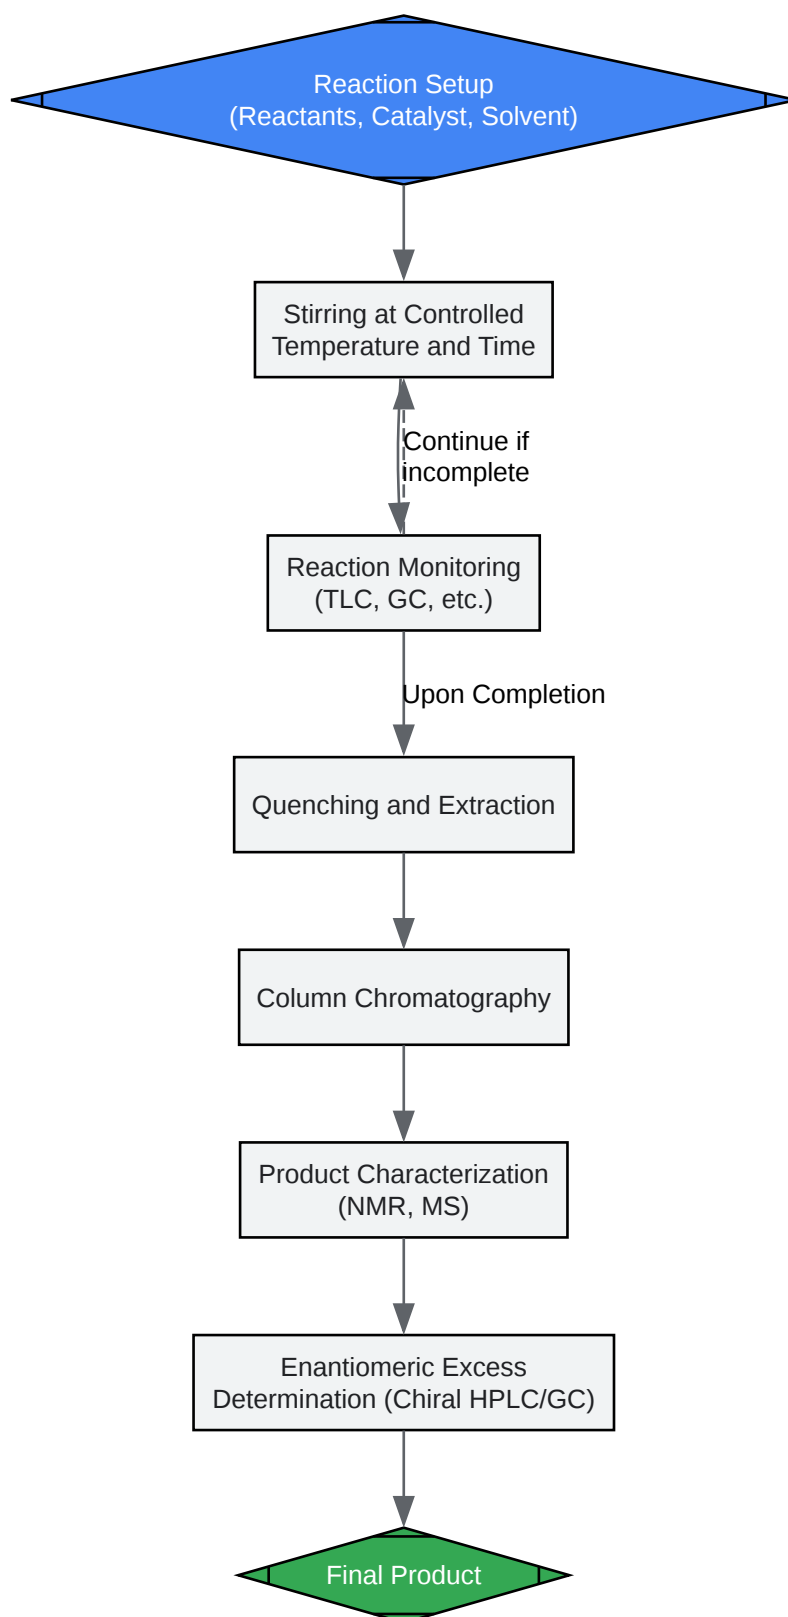 Reaction Setup
(Reactants, Catalyst, Solvent)
Stirring at Controlled
Temperature and Time
Continue if
incomplete
Reaction Monitoring
(TLC, GC, etc.)
Upon Completion
Quenching and Extraction
Column Chromatography
Product Characterization
(NMR, MS)
Enantiomeric Excess
Determination (Chiral HPLC/GC)
Final Product